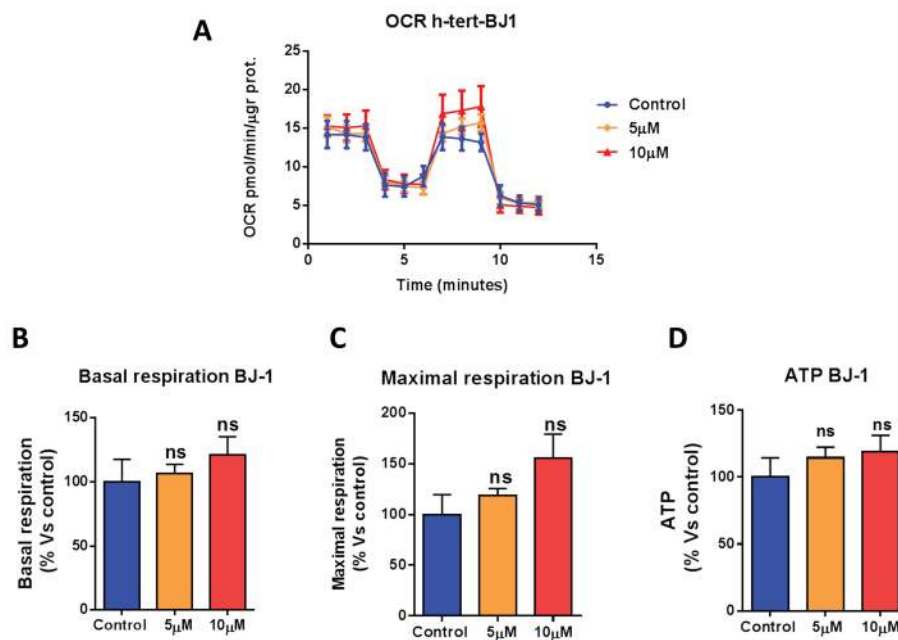 A
OCR h-tert-BJ1
OCR pmol/min/μgr prot.
25
20
15
10
5
0
0
5
10
15
Time (minutes)
Control
5μM
10μM
B
Basal respiration BJ-1
Basal respiration
(% Vs control)
150
100
50
0
ns
ns
Control
5μM
10μM
C
Maximal respiration BJ-1
Maximal respiration
(% Vs control)
200
150
100
50
0
ns
ns
Control
5μM
10μM
D
ATP BJ-1
ATP
(% Vs control)
150
100
50
0
ns
ns
Control
5μM
10μM